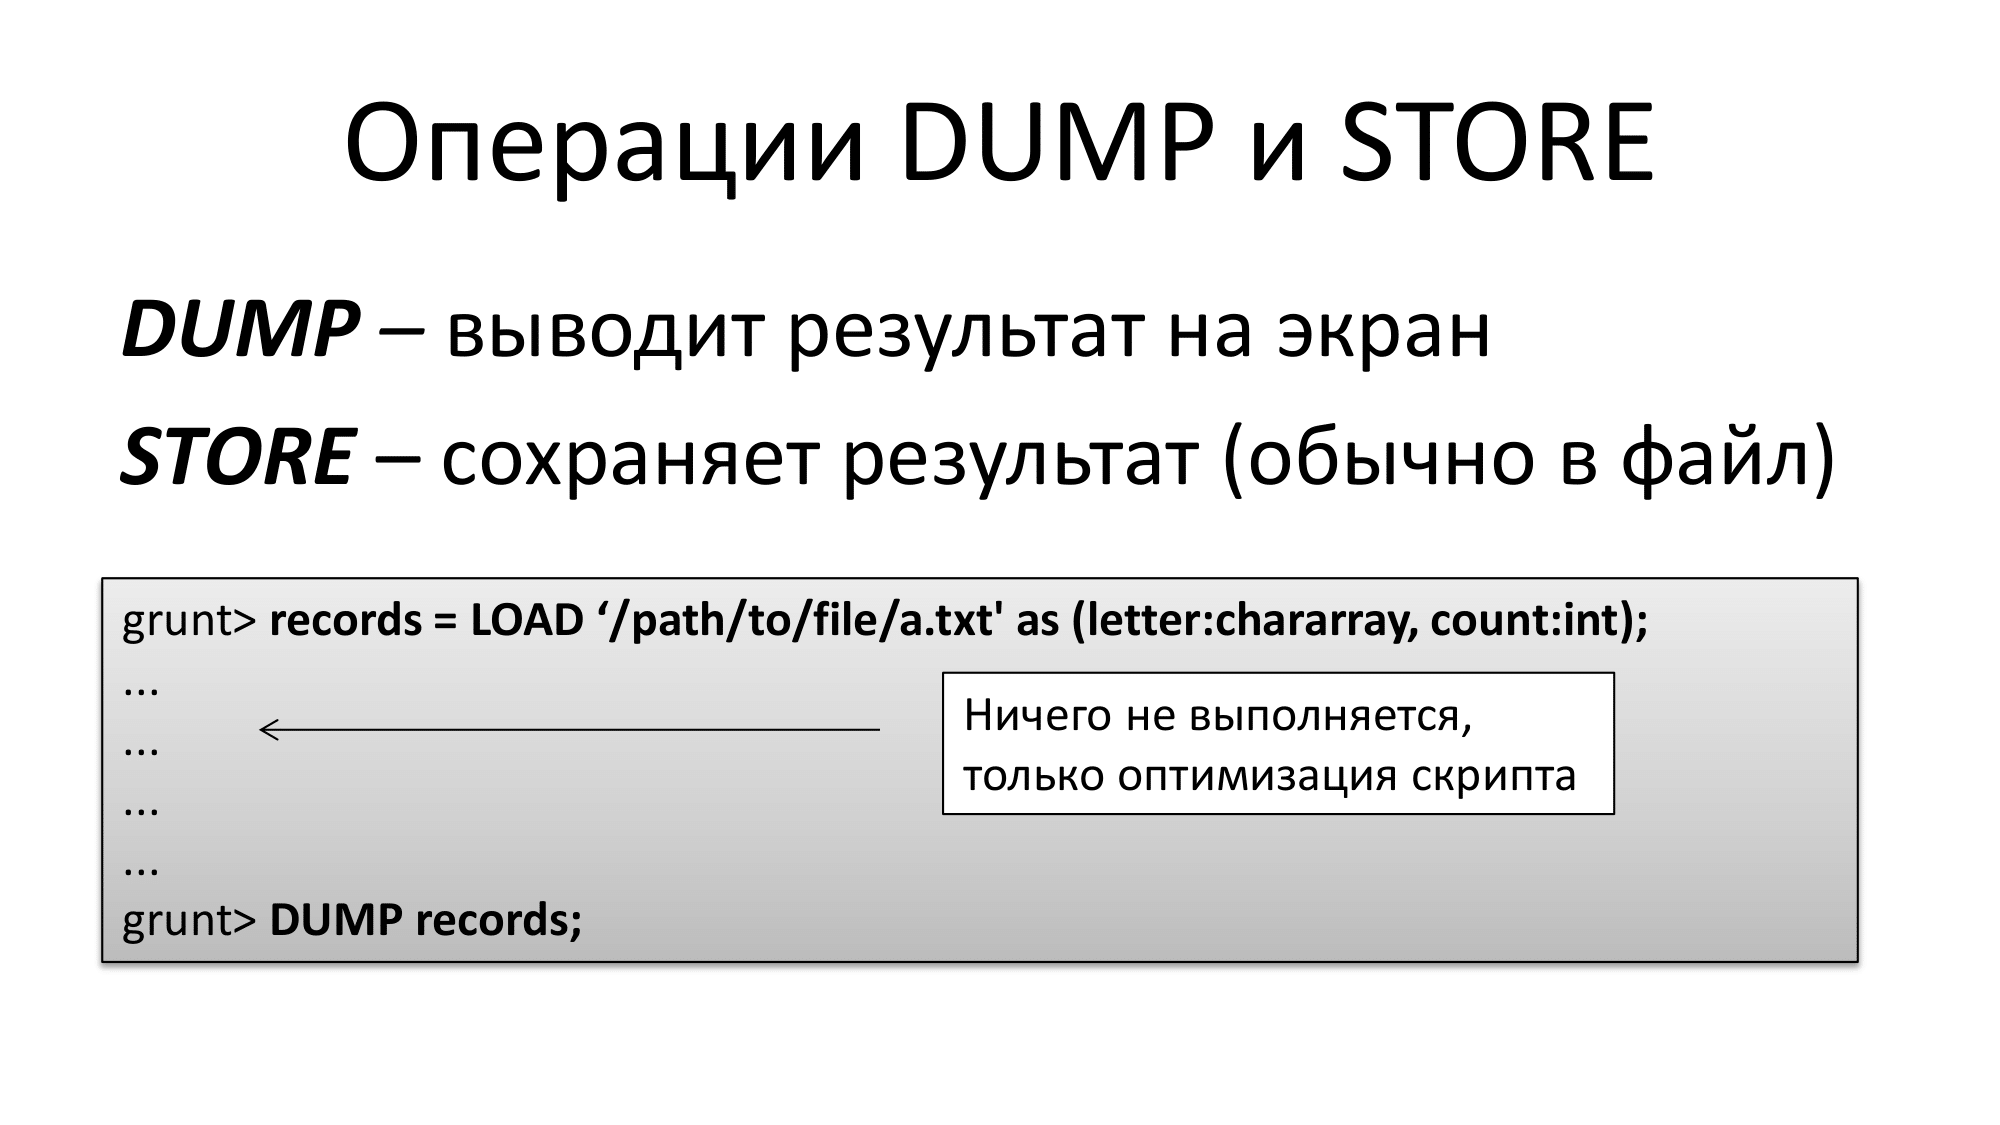 Операции DUMP и STORE
DUMP – выводит результат на экран
STORE – сохраняет результат (обычно в файл)
grunt> records = LOAD ‘/path/to/file/a.txt' as (letter:chararray, count:int);
...
...
...
...
Ничего не выполняется,
только оптимизация скрипта
grunt> DUMP records;